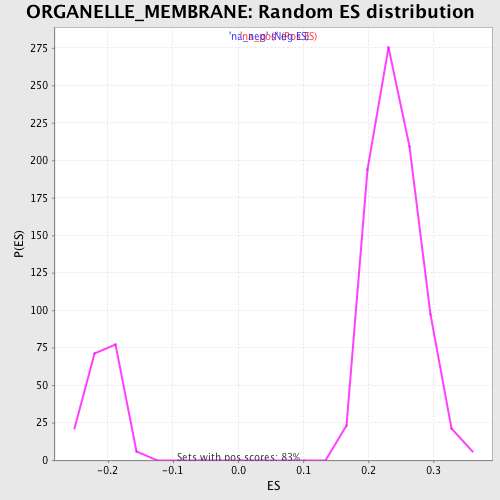 ORGANELLE_MEMBRANE: Random ES distribution
275
250
225
200
175
150
125
100
75
50
25
0
P(ES)
Sets with pos scores: 83%
-0.2 -0.1 0.0 0.1 0.2 0.3
ES